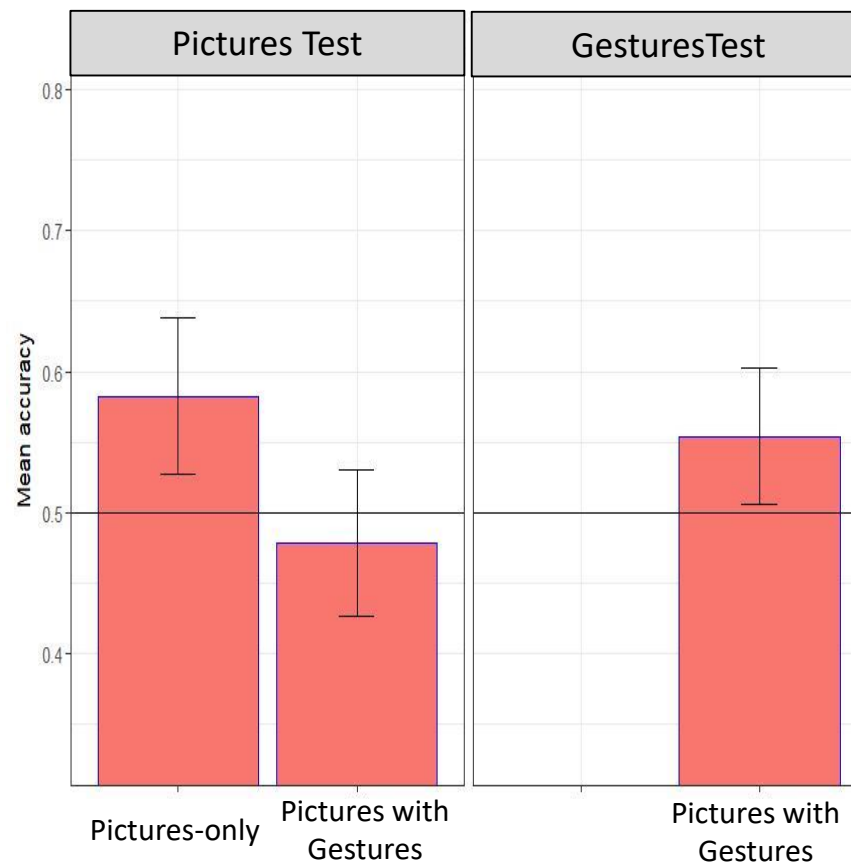 Pictures Test
GesturesTest
Mean accuracy
0.8
0.7
0.6
0.5
0.4
Pictures-only
Pictures with
Gestures
Pictures with
Gestures